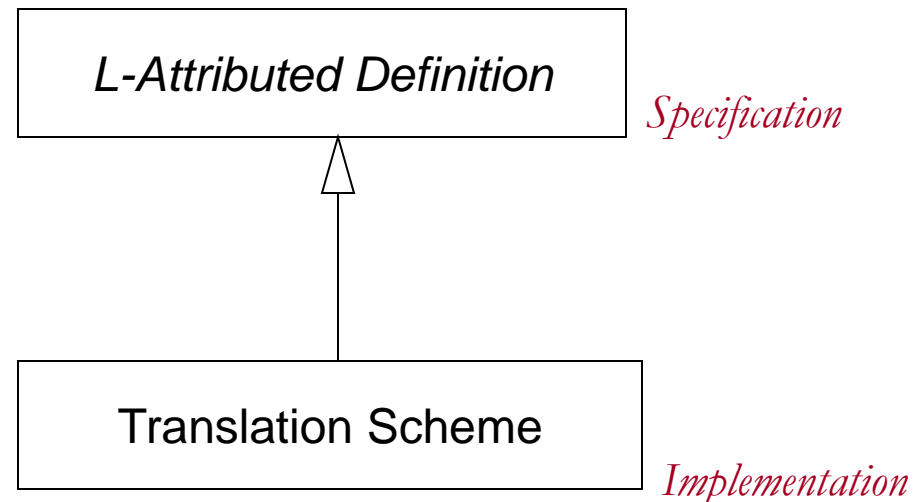 L-Attributed Definition
Specification
Translation Scheme
Implementation